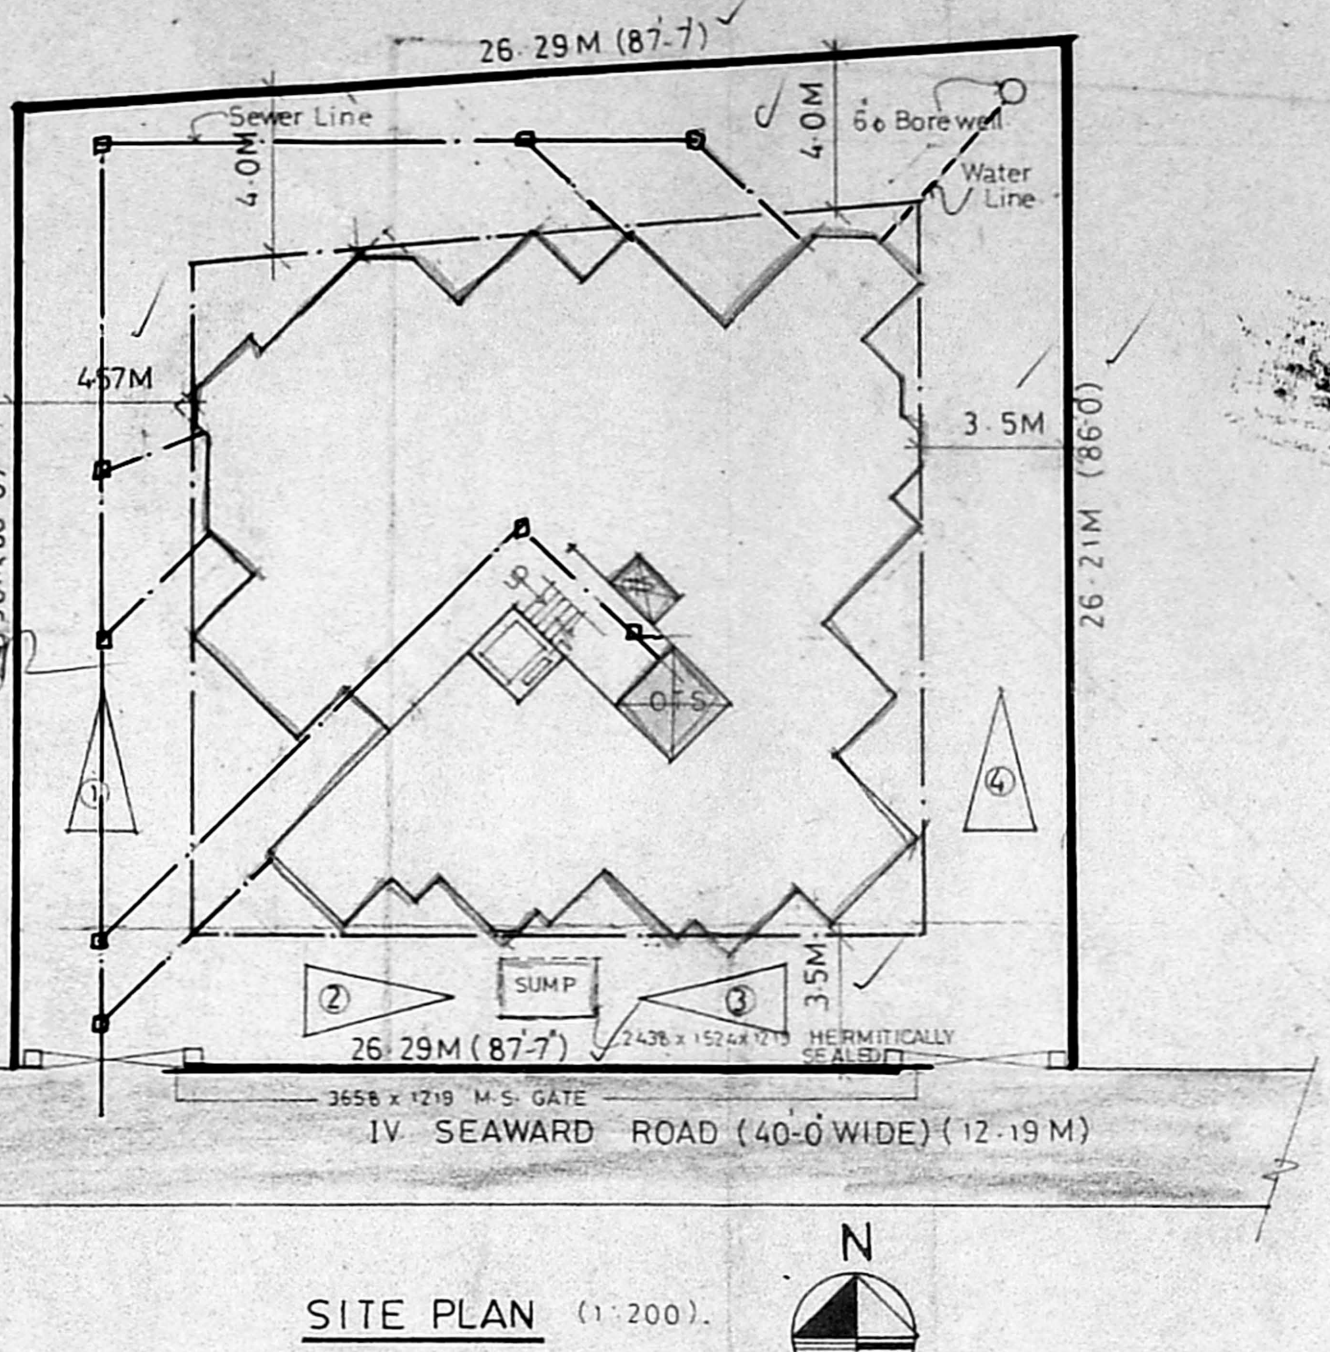 26.29M (87'-7")
Sewer Line
4.0M
4.0M
6"ø Borewell
Water
Line
4.57M
3.5M
26.21M (86'-0")
OTS
1
4
2
SUMP
3
3.5M
26.29M (87'-7")
2438 x 1524 x 1219 HERMITICALLY
SEALED
3658 x 1219 M.S. GATE
IV SEAWARD ROAD (40'-0" WIDE) (12.19M)
N
SITE PLAN (1:200).